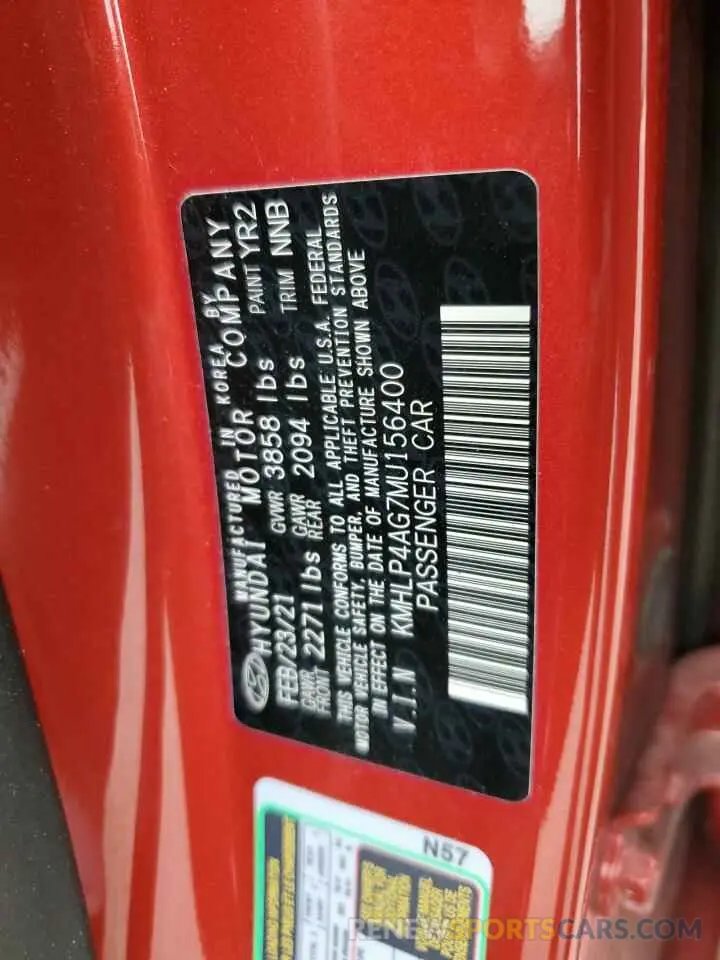 MANUFACTURED IN KOREA BY
HYUNDAI MOTOR COMPANY
FEB/23/21 GVWR 3858 lbs PAINT YR2
GAWR FRONT 2271 lbs GAWR REAR 2094 lbs TRIM NNB
THIS VEHICLE CONFORMS TO ALL APPLICABLE U.S.A. FEDERAL
MOTOR VEHICLE SAFETY, BUMPER, AND THEFT PREVENTION STANDARDS
IN EFFECT ON THE DATE OF MANUFACTURE SHOWN ABOVE
V.I.N KMHLP4AG7MU156400
PASSENGER CAR
N57
RENEWSPORTSCARS.COM